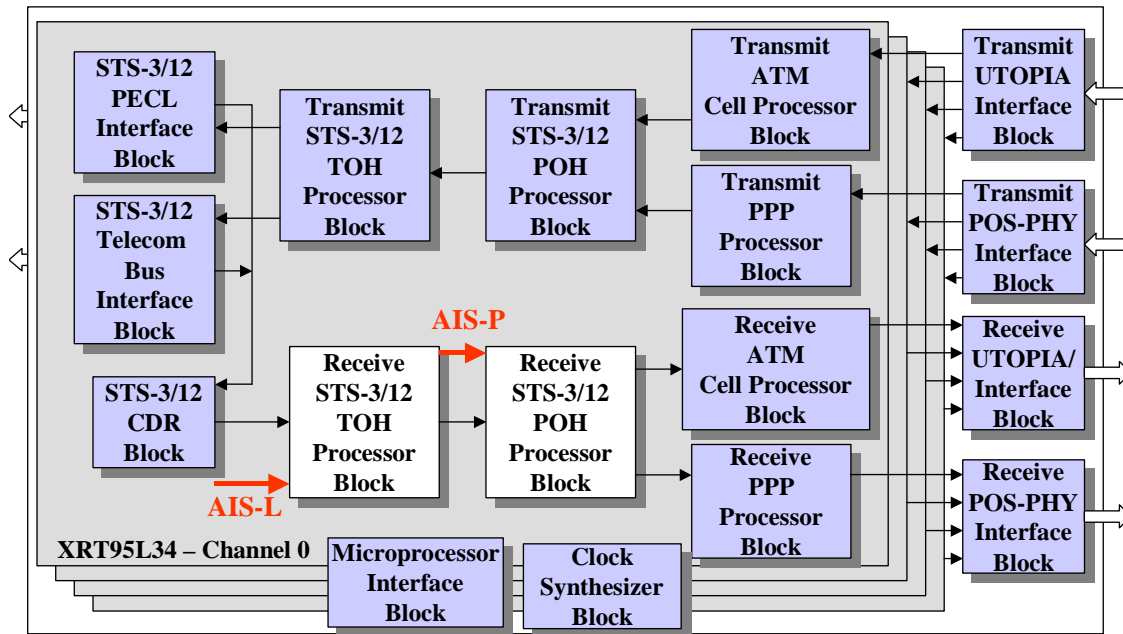 STS-3/12
PECL
Interface
Block
Transmit
STS-3/12
TOH
Processor
Block
Transmit
STS-3/12
POH
Processor
Block
Transmit
ATM
Cell Processor
Block
Transmit
UTOPIA
Interface
Block
STS-3/12
Telecom
Bus
Interface
Block
Transmit
PPP
Processor
Block
Transmit
POS-PHY
Interface
Block
AIS-P
STS-3/12
CDR
Block
AIS-L
Receive
STS-3/12
TOH
Processor
Block
Receive
STS-3/12
POH
Processor
Block
Receive
ATM
Cell Processor
Block
Receive
UTOPIA/
Interface
Block
Receive
PPP
Processor
Block
Receive
POS-PHY
Interface
Block
XRT95L34 – Channel 0
Microprocessor
Interface
Block
Clock
Synthesizer
Block